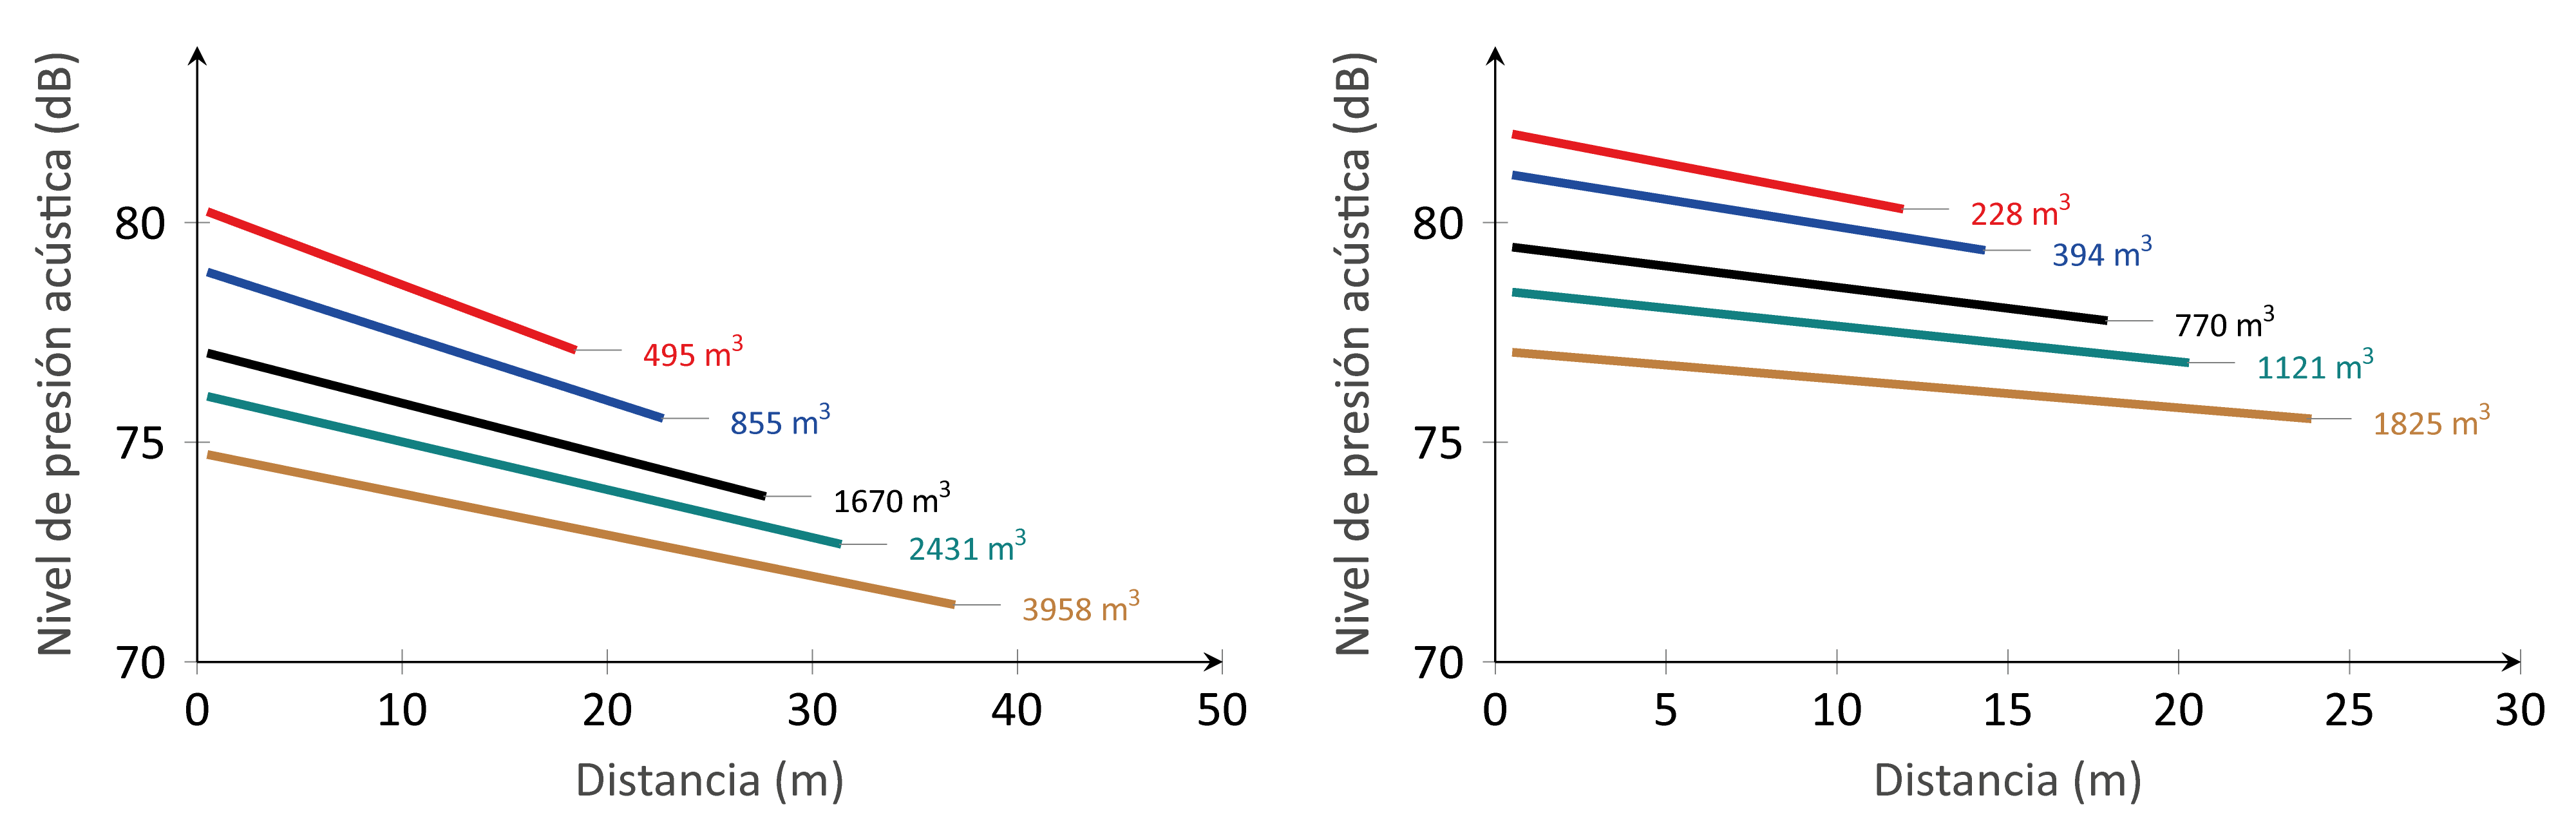 Nivel de presión acústica (dB)
80
75
70
495 m³
855 m³
1670 m³
2431 m³
3958 m³
0 10 20 30 40 50
Distancia (m)
Nivel de presión acústica (dB)
80
75
70
228 m³
394 m³
770 m³
1121 m³
1825 m³
0 5 10 15 20 25 30
Distancia (m)